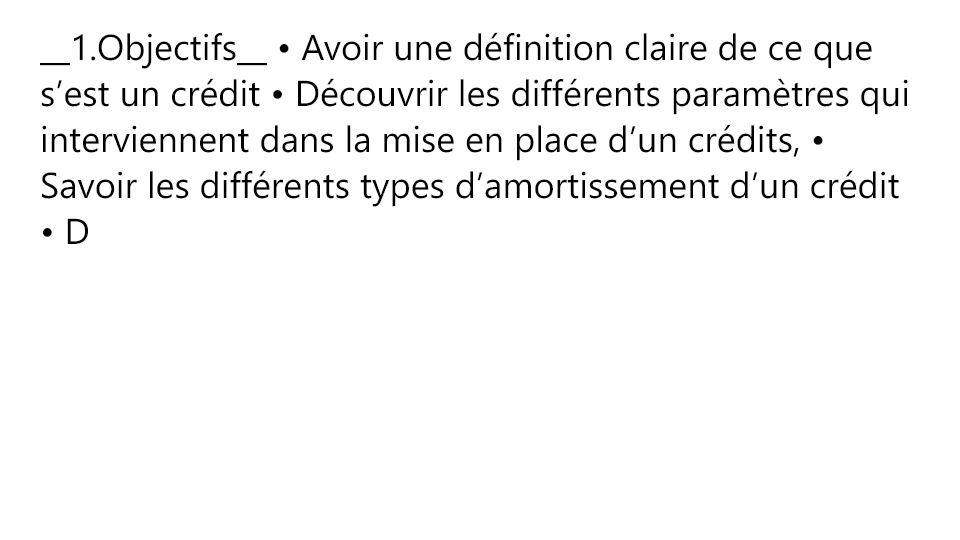 __1.Objectifs__ • Avoir une définition claire de ce que
s’est un crédit • Découvrir les différents paramètres qui
interviennent dans la mise en place d’un crédits, •
Savoir les différents types d’amortissement d’un crédit
• D